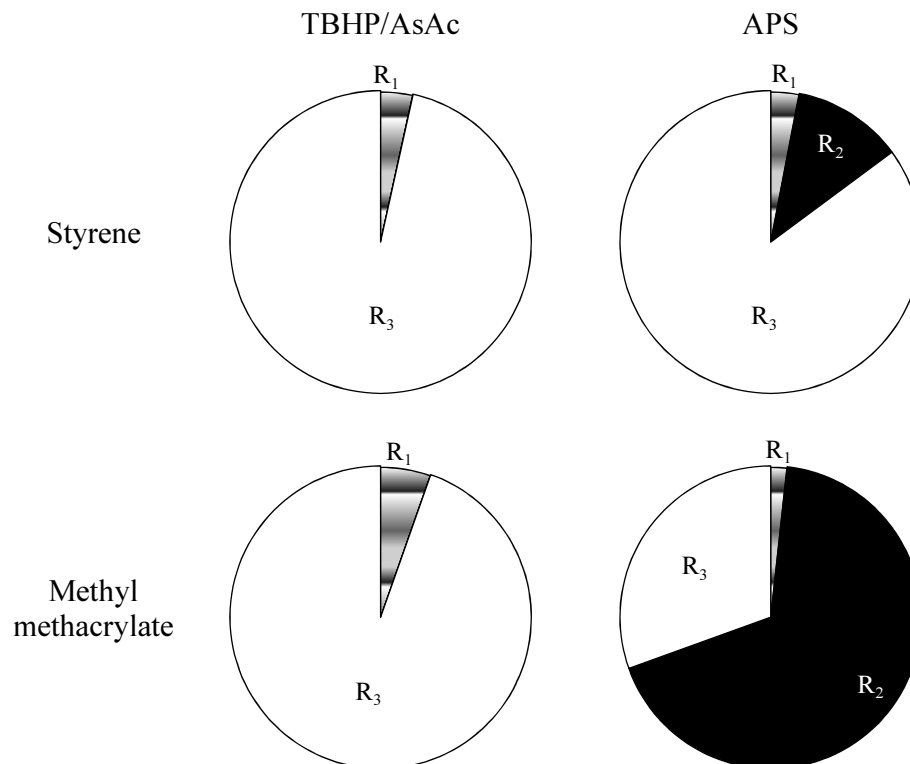 TBHP/AsAc
APS
R₁
R₁
R₂
Styrene
R₃
R₃
R₁
R₁
R₃
Methyl
methacrylate
R₃
R₂